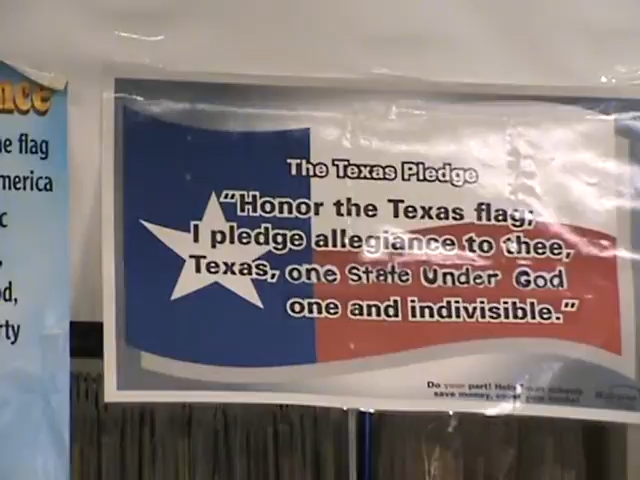 nce
e flag
merica
c
d,
rty
The Texas Pledge
"Honor the Texas flag;
I pledge allegiance to thee,
Texas, one State Under God
one and indivisible."
Do your part! Help
save money,